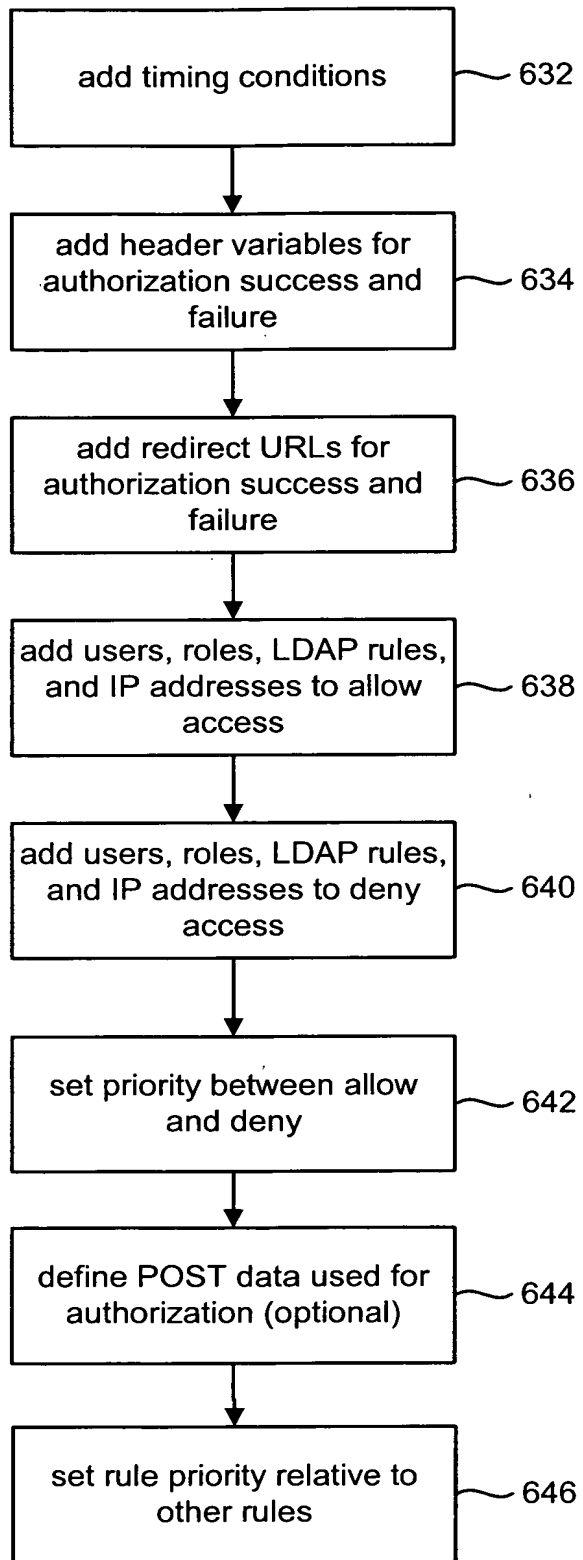 add timing conditions
632
add header variables for
authorization success and
failure
634
add redirect URLs for
authorization success and
failure
636
add users, roles, LDAP rules,
and IP addresses to allow
access
638
add users, roles, LDAP rules,
and IP addresses to deny
access
640
set priority between allow
and deny
642
define POST data used for
authorization (optional)
644
set rule priority relative to
other rules
646